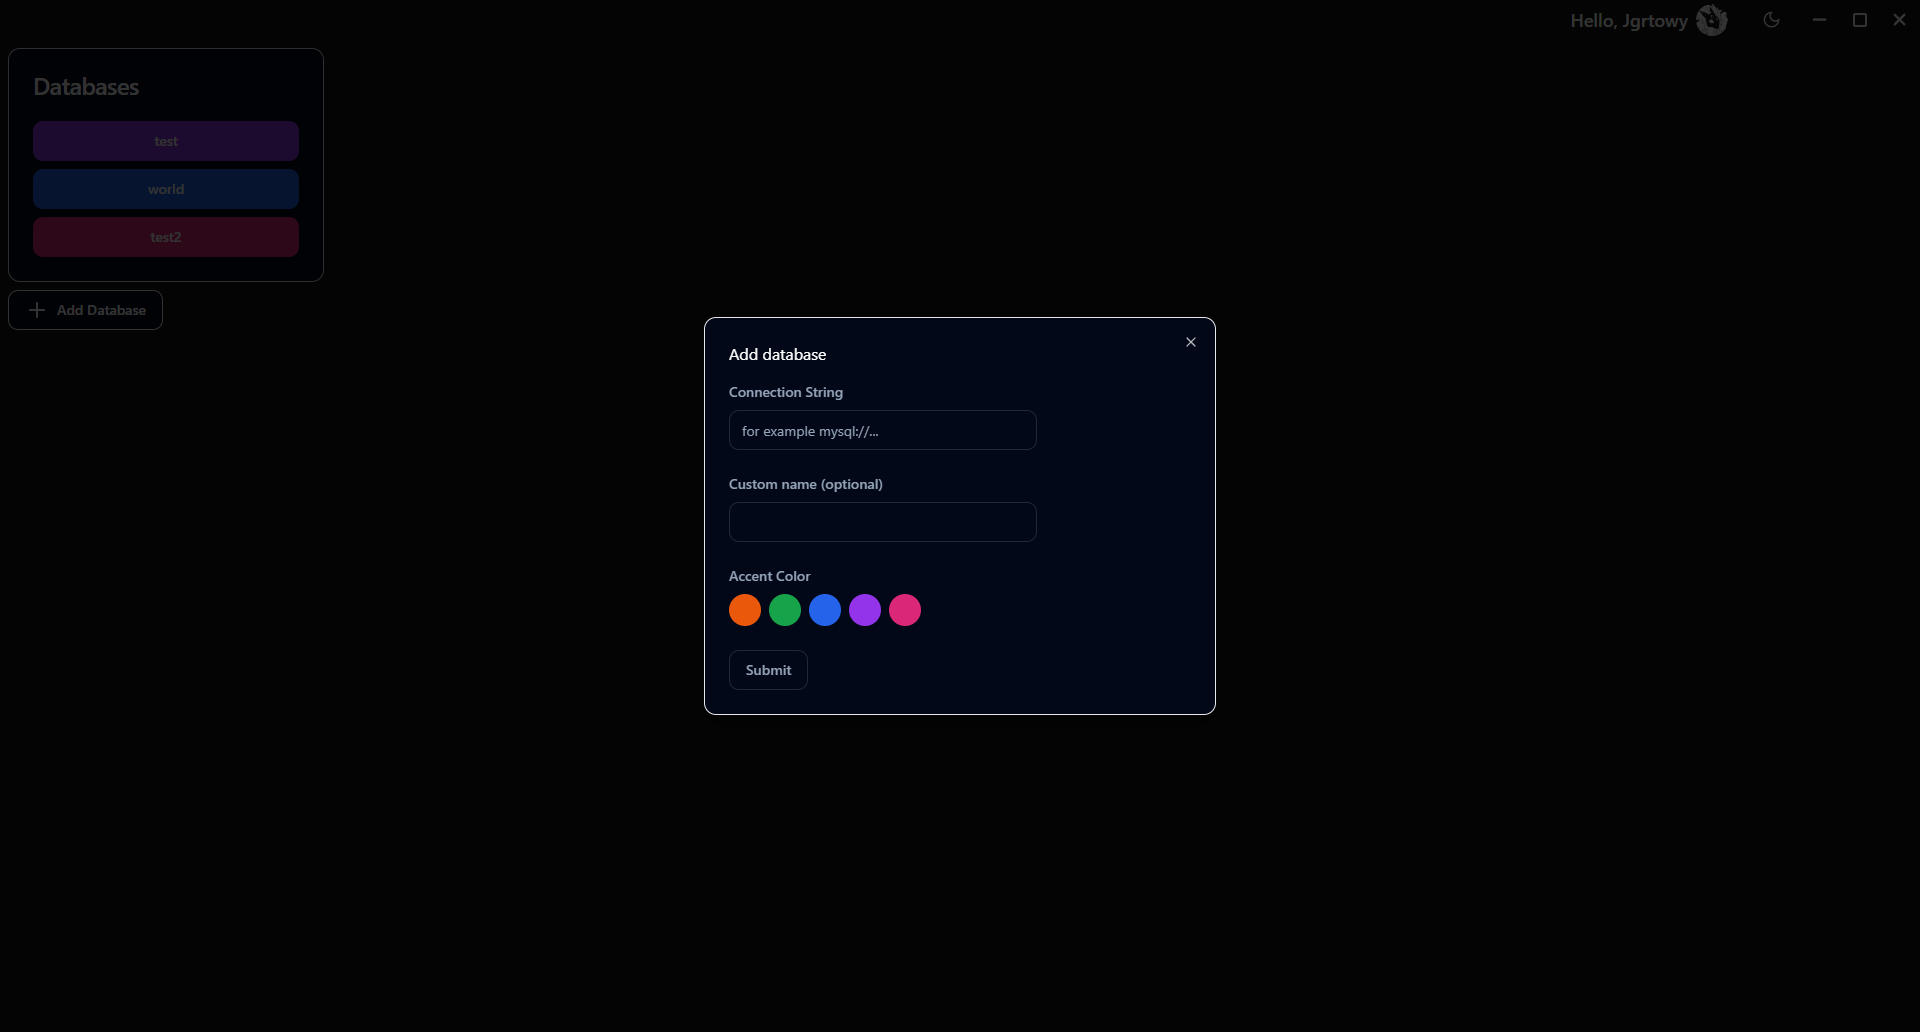 Hello, Jgrtowy
Databases
test
world
test2
Add Database
Add database
Connection String
for example mysql://...
Custom name (optional)
Accent Color
Submit